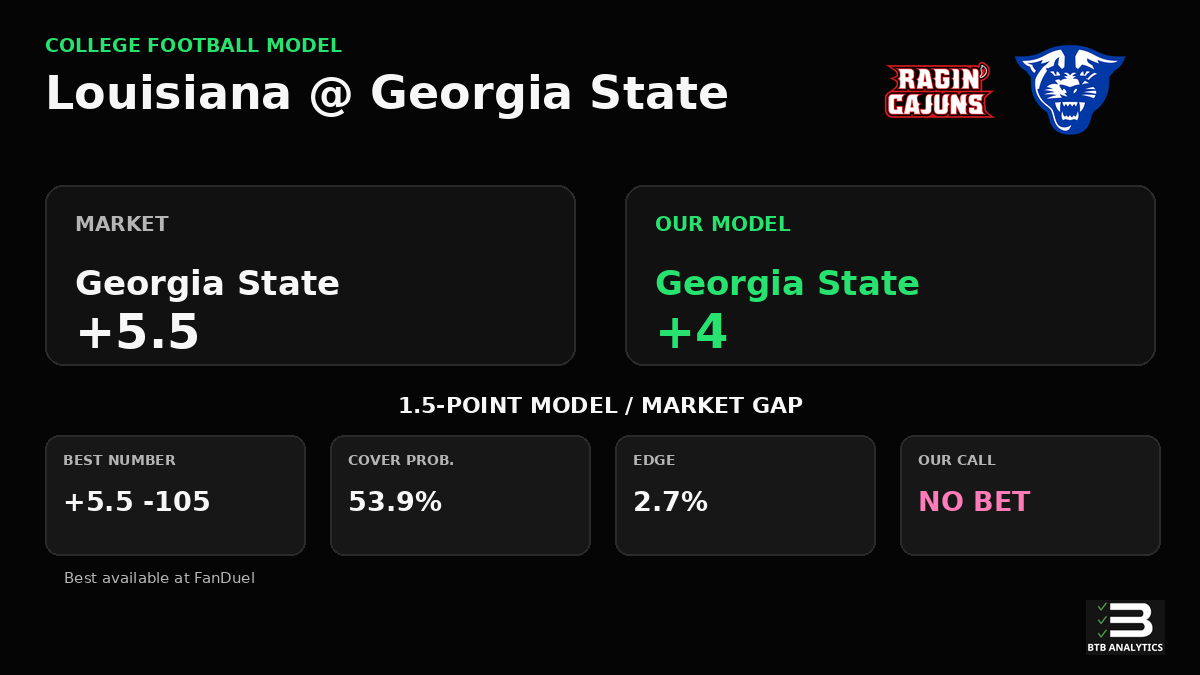 COLLEGE FOOTBALL MODEL
Louisiana @ Georgia State
RAGIN'
CAJUNS
MARKET
Georgia State
+5.5
OUR MODEL
Georgia State
+4
1.5-POINT MODEL / MARKET GAP
BEST NUMBER
+5.5 -105
COVER PROB.
53.9%
EDGE
2.7%
OUR CALL
NO BET
Best available at FanDuel
B
BTB ANALYTICS